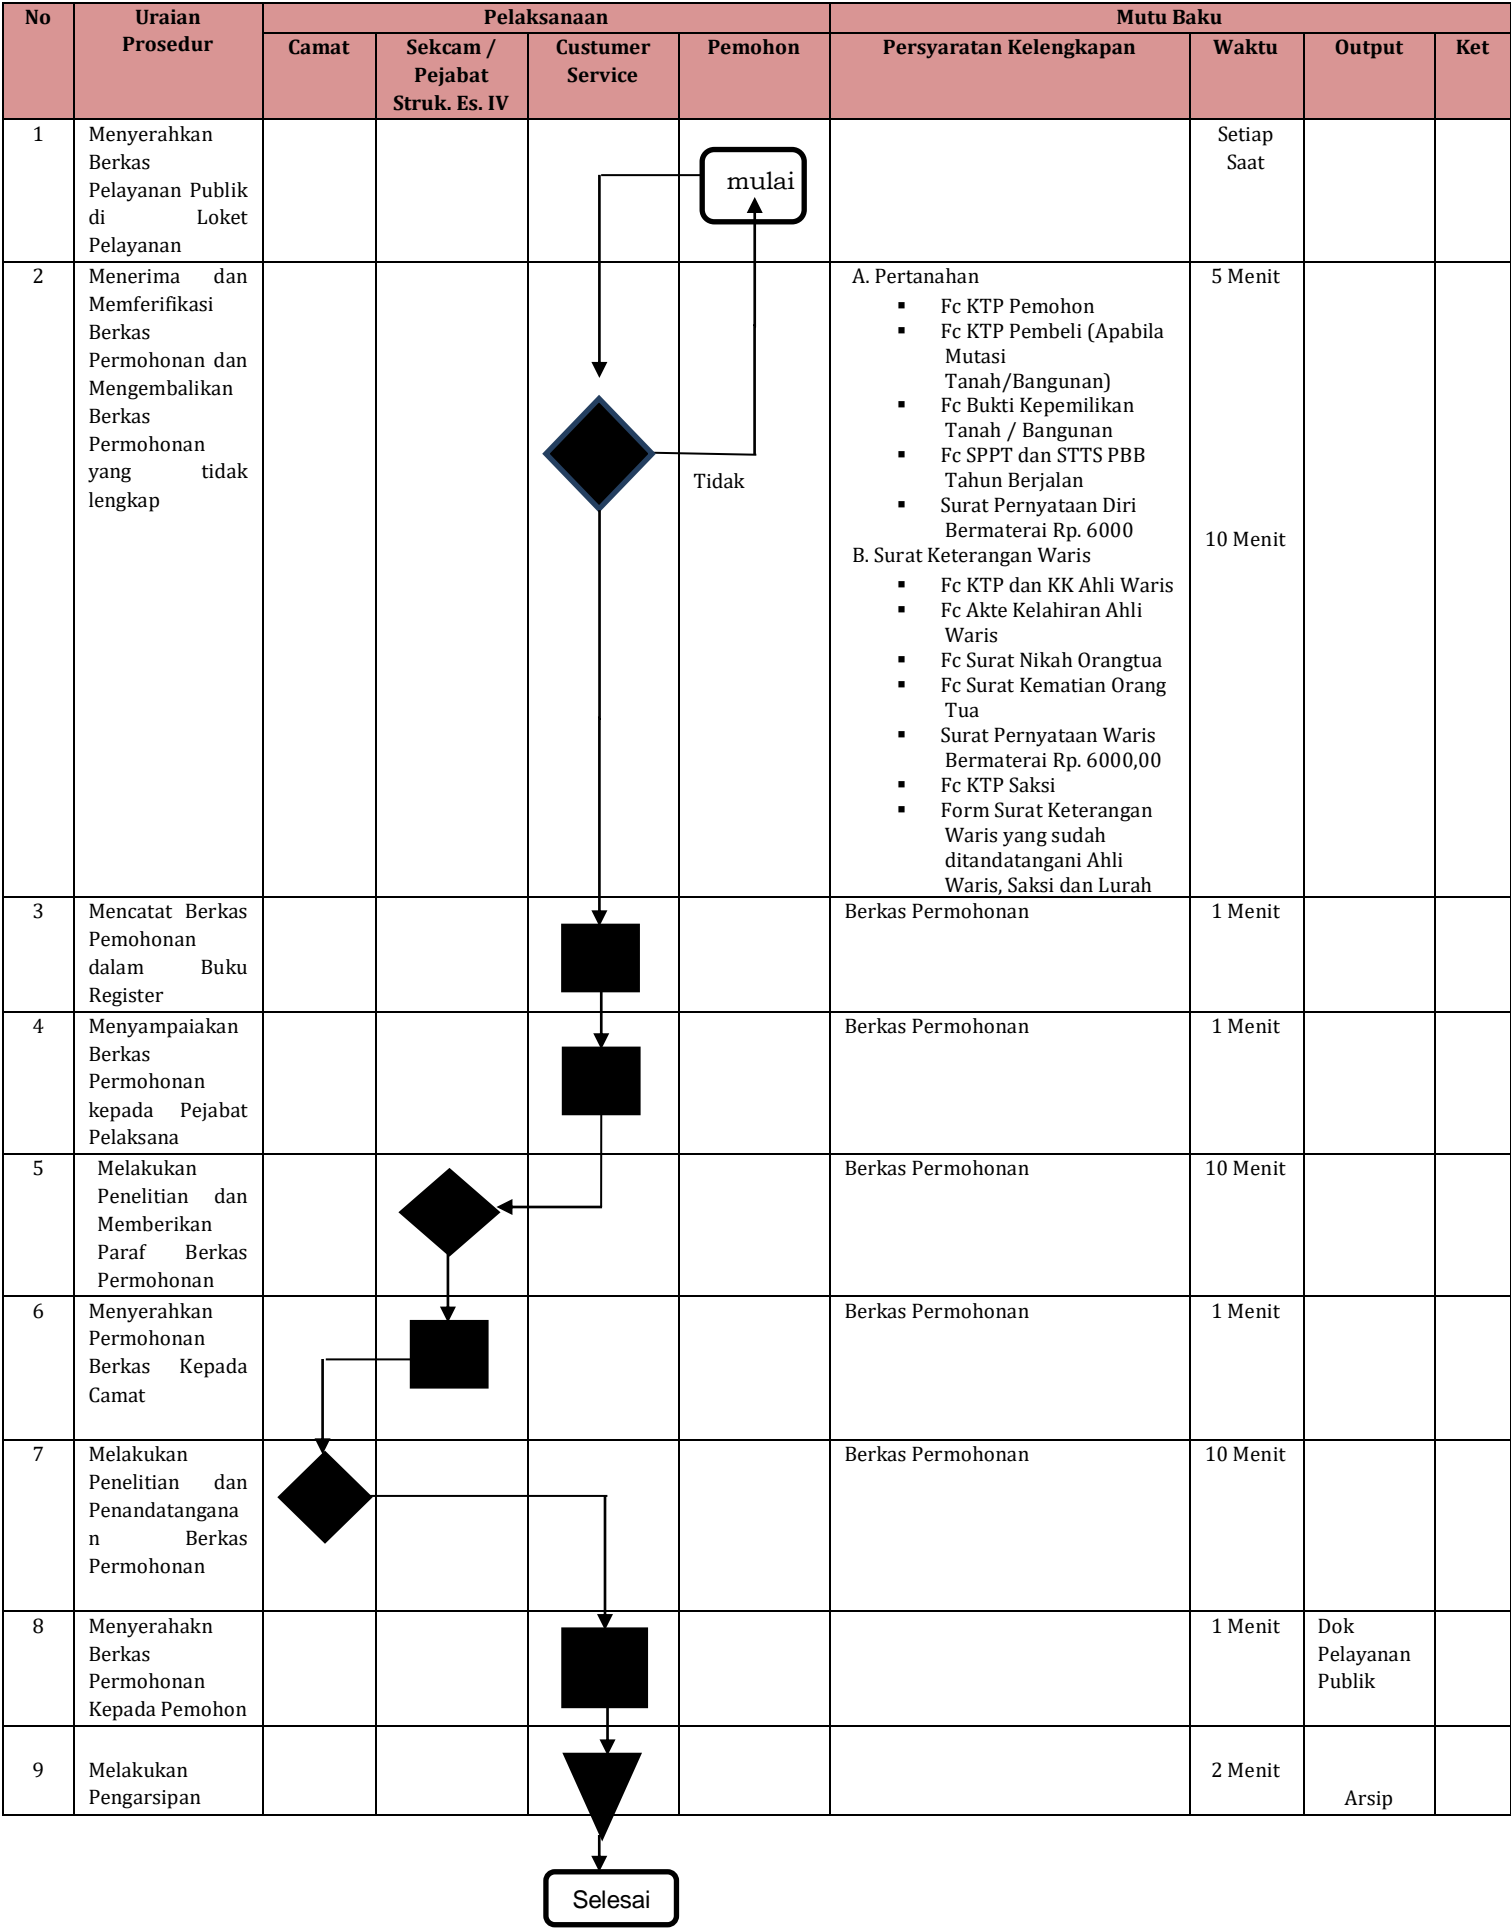 No Uraian Prosedur Pelaksanaan Mutu Baku
Camat Sekcam / Pejabat Struk. Es. IV Custumer Service Pemohon Persyaratan Kelengkapan Waktu Output Ket
1
Menyerahkan
Berkas
Pelayanan Publik
di Loket
Pelayanan
mulai
Setiap
Saat
2
Menerima dan
Memferifikasi
Berkas
Permohonan dan
Mengembalikan
Berkas
Permohonan
yang tidak
lengkap
Tidak
A. Pertanahan
▪ Fc KTP Pemohon
▪ Fc KTP Pembeli (Apabila
Mutasi
Tanah/Bangunan)
▪ Fc Bukti Kepemilikan
Tanah / Bangunan
▪ Fc SPPT dan STTS PBB
Tahun Berjalan
▪ Surat Pernyataan Diri
Bermaterai Rp. 6000
B. Surat Keterangan Waris
▪ Fc KTP dan KK Ahli Waris
▪ Fc Akte Kelahiran Ahli
Waris
▪ Fc Surat Nikah Orangtua
▪ Fc Surat Kematian Orang
Tua
▪ Surat Pernyataan Waris
Bermaterai Rp. 6000,00
▪ Fc KTP Saksi
▪ Form Surat Keterangan
Waris yang sudah
ditandatangani Ahli
Waris, Saksi dan Lurah
5 Menit
10 Menit
3
Mencatat Berkas
Pemohonan
dalam Buku
Register
Berkas Permohonan
1 Menit
4
Menyampaiakan
Berkas
Permohonan
kepada Pejabat
Pelaksana
Berkas Permohonan
1 Menit
5
Melakukan
Penelitian dan
Memberikan
Paraf Berkas
Permohonan
Berkas Permohonan
10 Menit
6
Menyerahkan
Permohonan
Berkas Kepada
Camat
Berkas Permohonan
1 Menit
7
Melakukan
Penelitian dan
Penandatangana
n Berkas
Permohonan
Berkas Permohonan
10 Menit
8
Menyerahakn
Berkas
Permohonan
Kepada Pemohon
1 Menit
Dok
Pelayanan
Publik
9
Melakukan
Pengarsipan
2 Menit
Arsip
Selesai